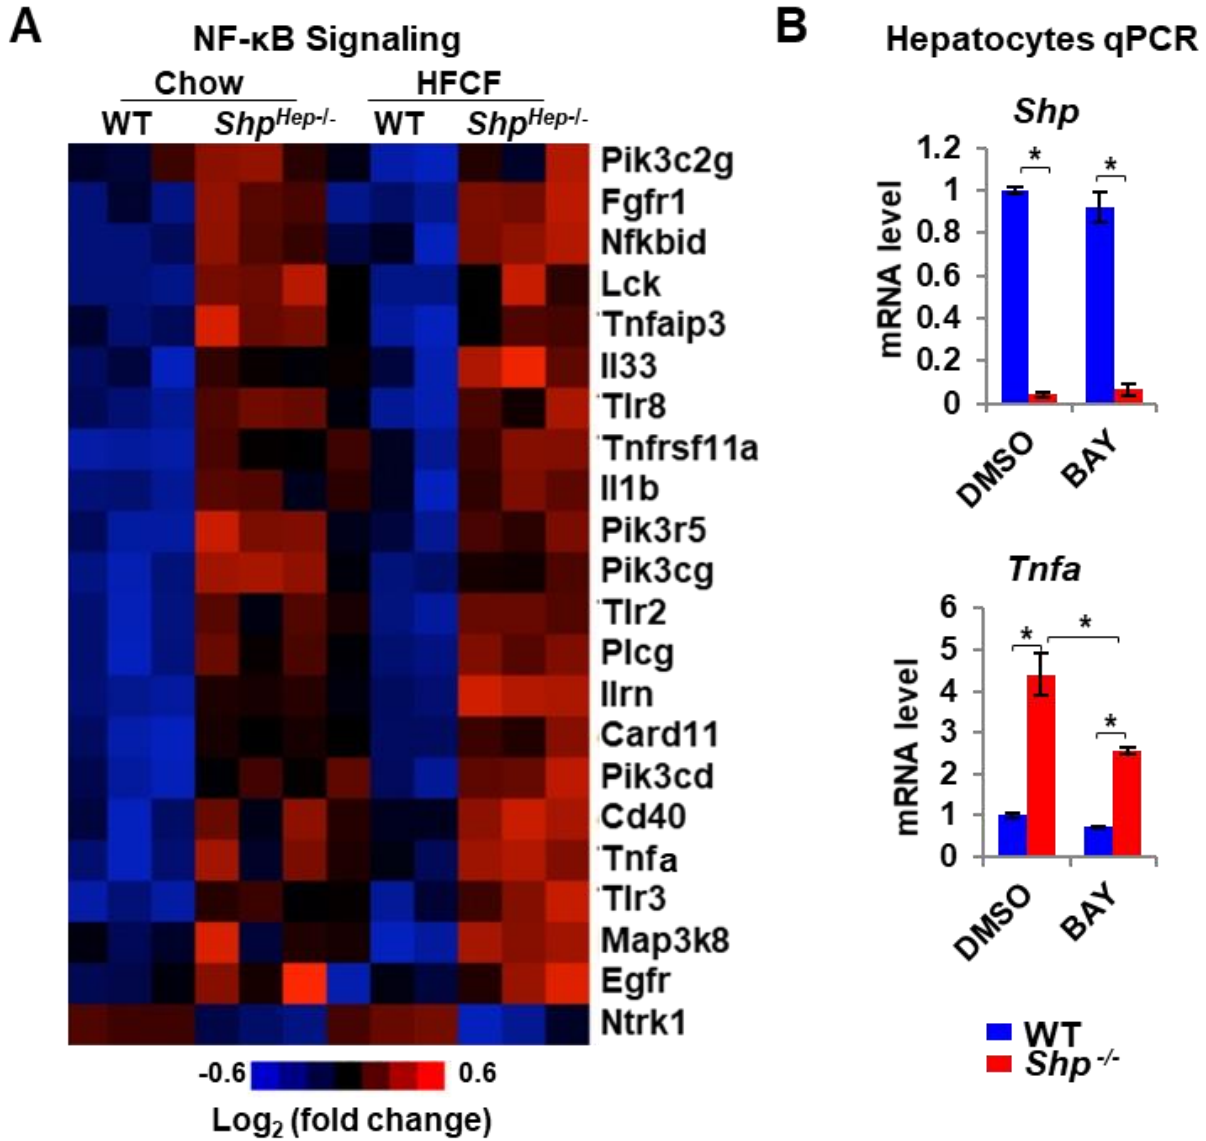 A
NF-κB Signaling
Chow HFCF
WT Shp^Hep-/- WT Shp^Hep-/-
Pik3c2g
Fgfr1
Nfkbid
Lck
Tnfaip3
Il33
Tlr8
Tnfrsf11a
Il1b
Pik3r5
Pik3cg
Tlr2
Plcg
Ilrn
Card11
Pik3cd
Cd40
Tnfa
Tlr3
Map3k8
Egfr
Ntrk1
-0.6 0.6
Log₂ (fold change)
B
Hepatocytes qPCR
Shp
mRNA level
1.2
1
0.8
0.6
0.4
0.2
0
* *
DMSO BAY
Tnfa
mRNA level
6
5
4
3
2
1
0
* * *
DMSO BAY
WT
Shp -/-